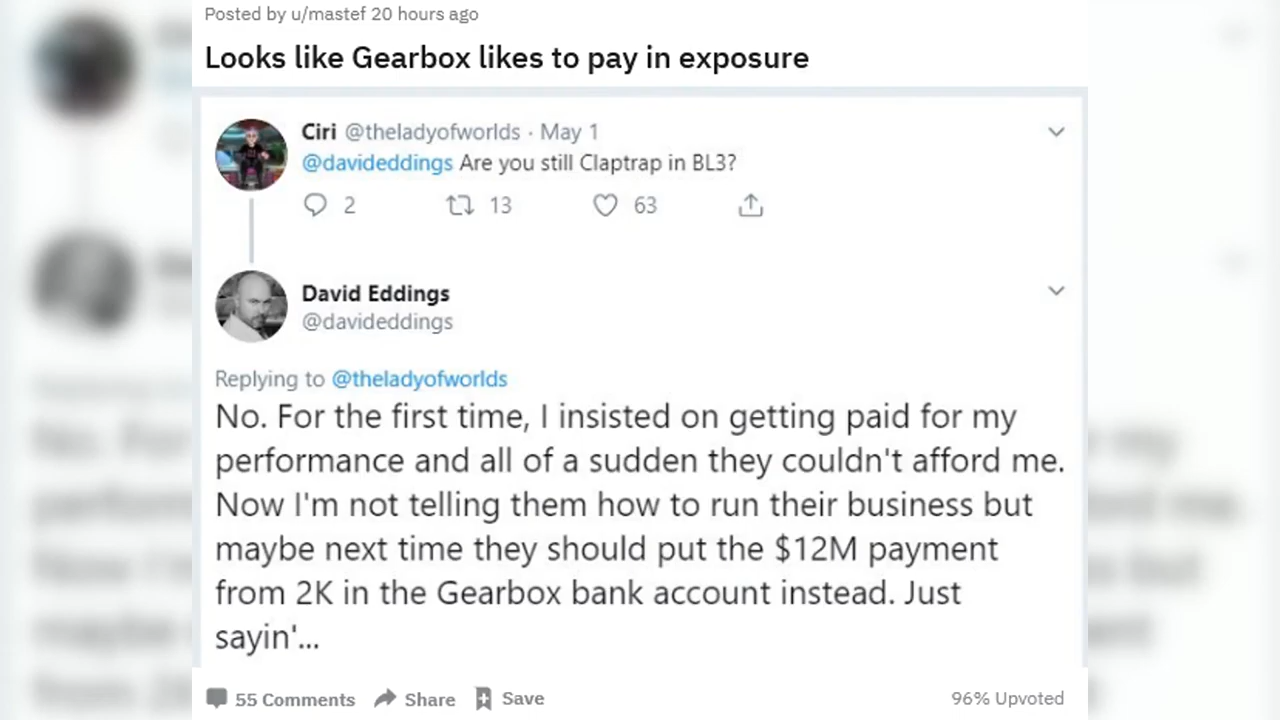 Posted by u/mastef 20 hours ago
Looks like Gearbox likes to pay in exposure
Ciri @theladyofworlds · May 1
@davideddings Are you still Claptrap in BL3?
2 13 63
David Eddings
@davideddings
Replying to @theladyofworlds
No. For the first time, I insisted on getting paid for my
performance and all of a sudden they couldn't afford me.
Now I'm not telling them how to run their business but
maybe next time they should put the $12M payment
from 2K in the Gearbox bank account instead. Just
sayin'...
55 Comments Share Save 96% Upvoted